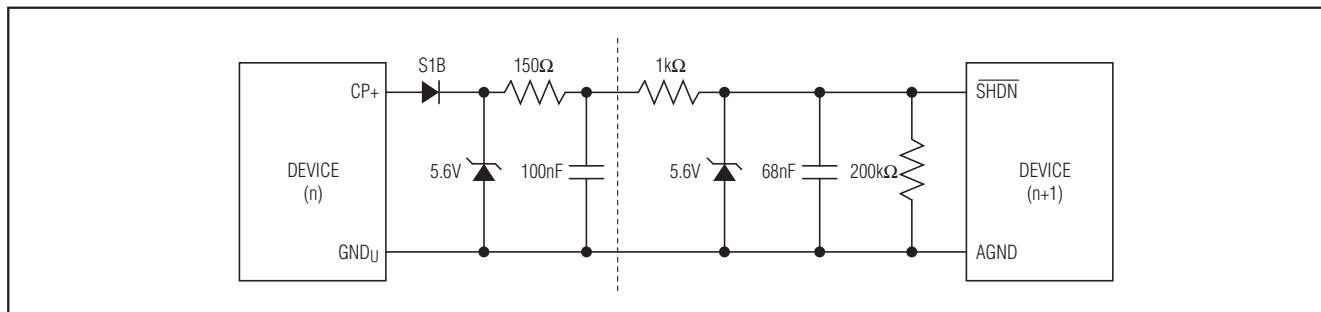 S1B
150Ω
1kΩ
CP+
SHDN
DEVICE
(n)
5.6V
100nF
5.6V
68nF
200kΩ
DEVICE
(n+1)
GNDU
AGND